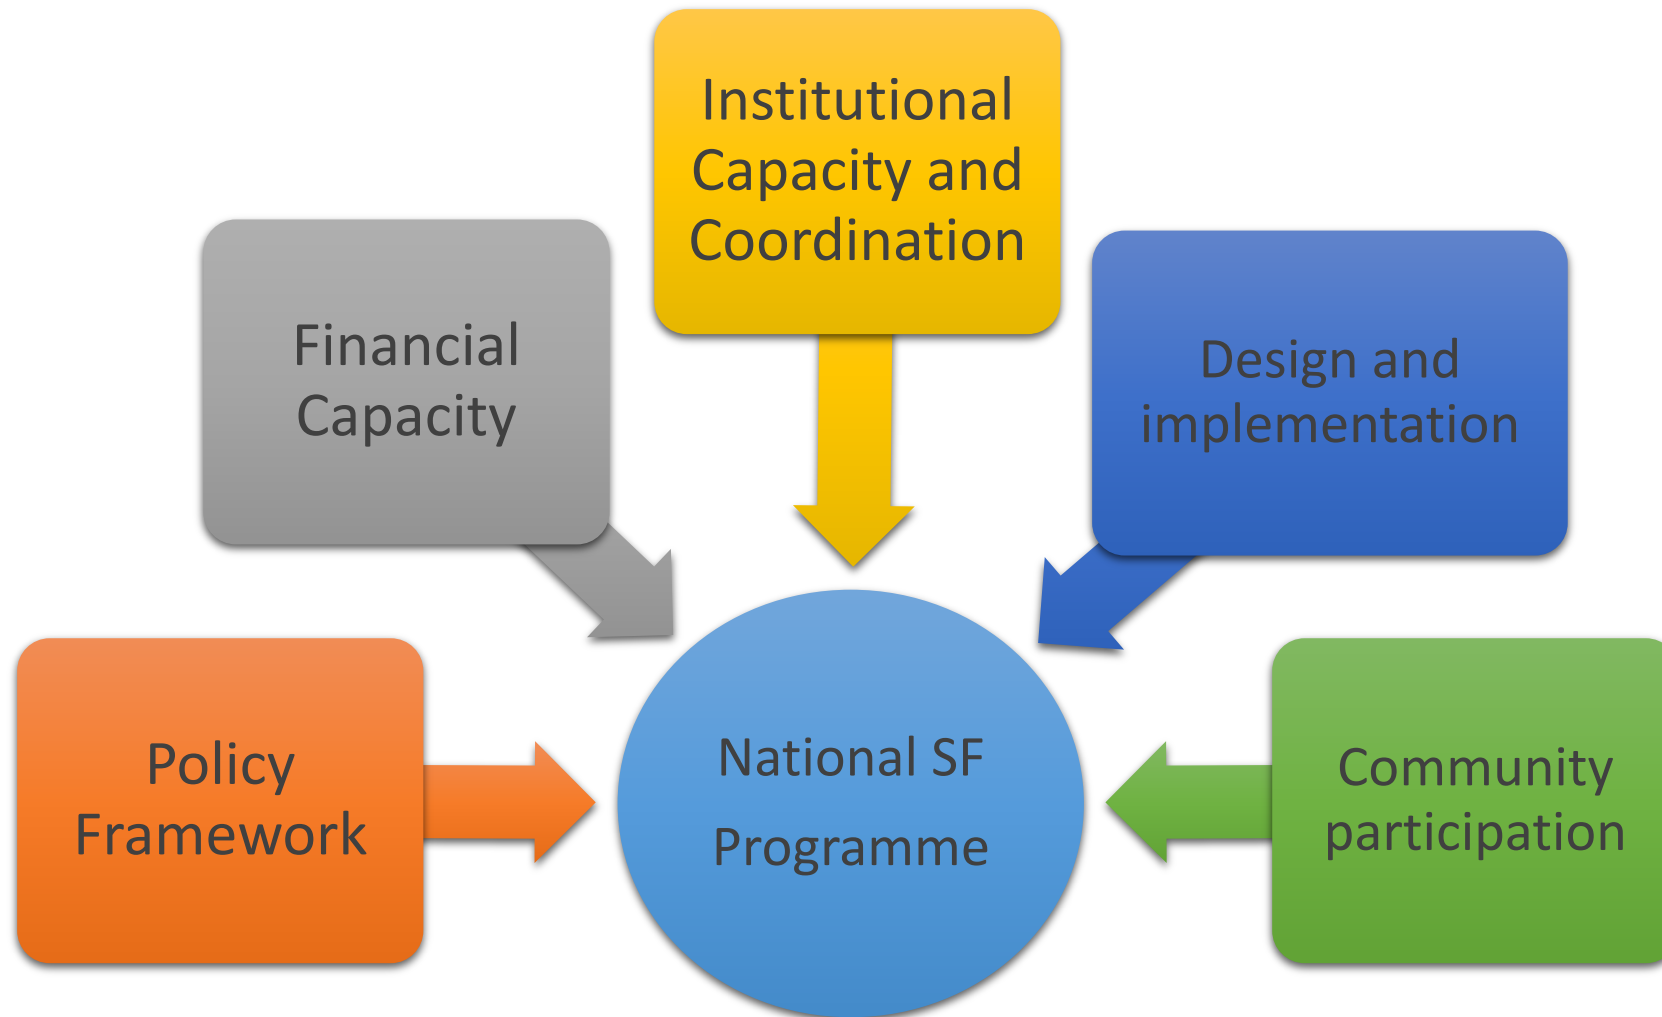 Institutional
Capacity and
Coordination
Financial
Capacity
Design and
implementation
Policy
Framework
National SF
Programme
Community
participation